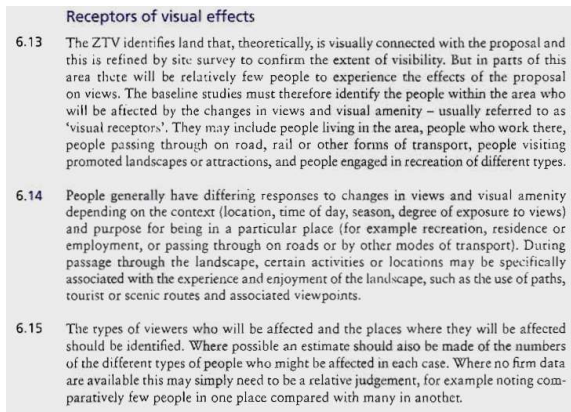 Receptors of visual effects
6.13 The ZTV identifies land that, theoretically, is visually connected with the proposal and
this is refined by site survey to confirm the extent of visibility. But in parts of this
area there will be relatively few people to experience the effects of the proposal
on views. The baseline studies must therefore identify the people within the area who
will be affected by the changes in views and visual amenity – usually referred to as
‘visual receptors’. They may include people living in the area, people who work there,
people passing through on road, rail or other forms of transport, people visiting
promoted landscapes or attractions, and people engaged in recreation of different types.
6.14 People generally have differing responses to changes in views and visual amenity
depending on the context (location, time of day, season, degree of exposure to views)
and purpose for being in a particular place (for example recreation, residence or
employment, or passing through on roads or by other modes of transport). During
passage through the landscape, certain activities or locations may be specifically
associated with the experience and enjoyment of the landscape, such as the use of paths,
tourist or scenic routes and associated viewpoints.
6.15 The types of viewers who will be affected and the places where they will be affected
should be identified. Where possible an estimate should also be made of the numbers
of the different types of people who might be affected in each case. Where no firm data
are available this may simply need to be a relative judgement, for example noting com-
paratively few people in one place compared with many in another.